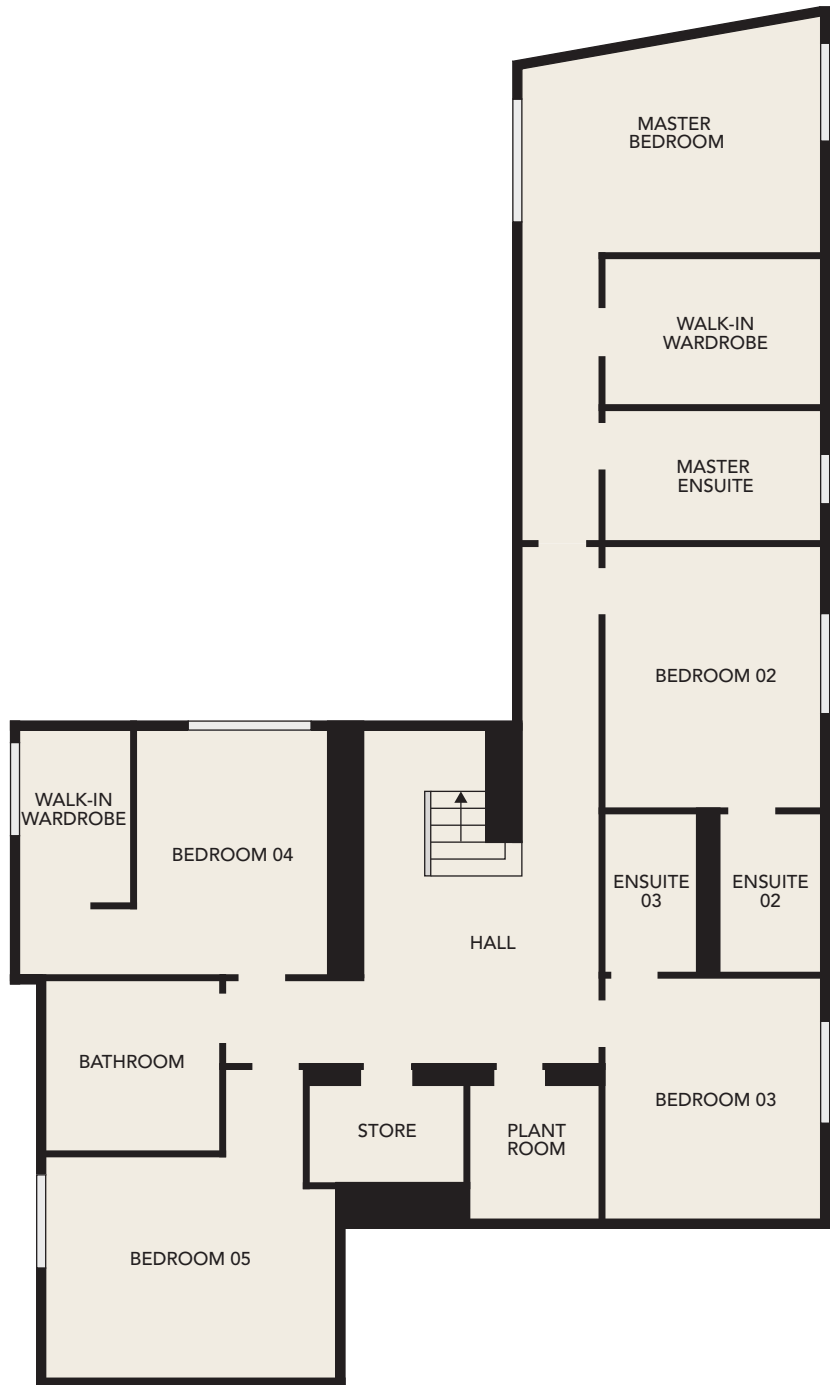 MASTER
BEDROOM
WALK-IN
WARDROBE
MASTER
ENSUITE
BEDROOM 02
WALK-IN
WARDROBE
BEDROOM 04
ENSUITE
03
ENSUITE
02
HALL
BATHROOM
BEDROOM 03
STORE
PLANT
ROOM
BEDROOM 05